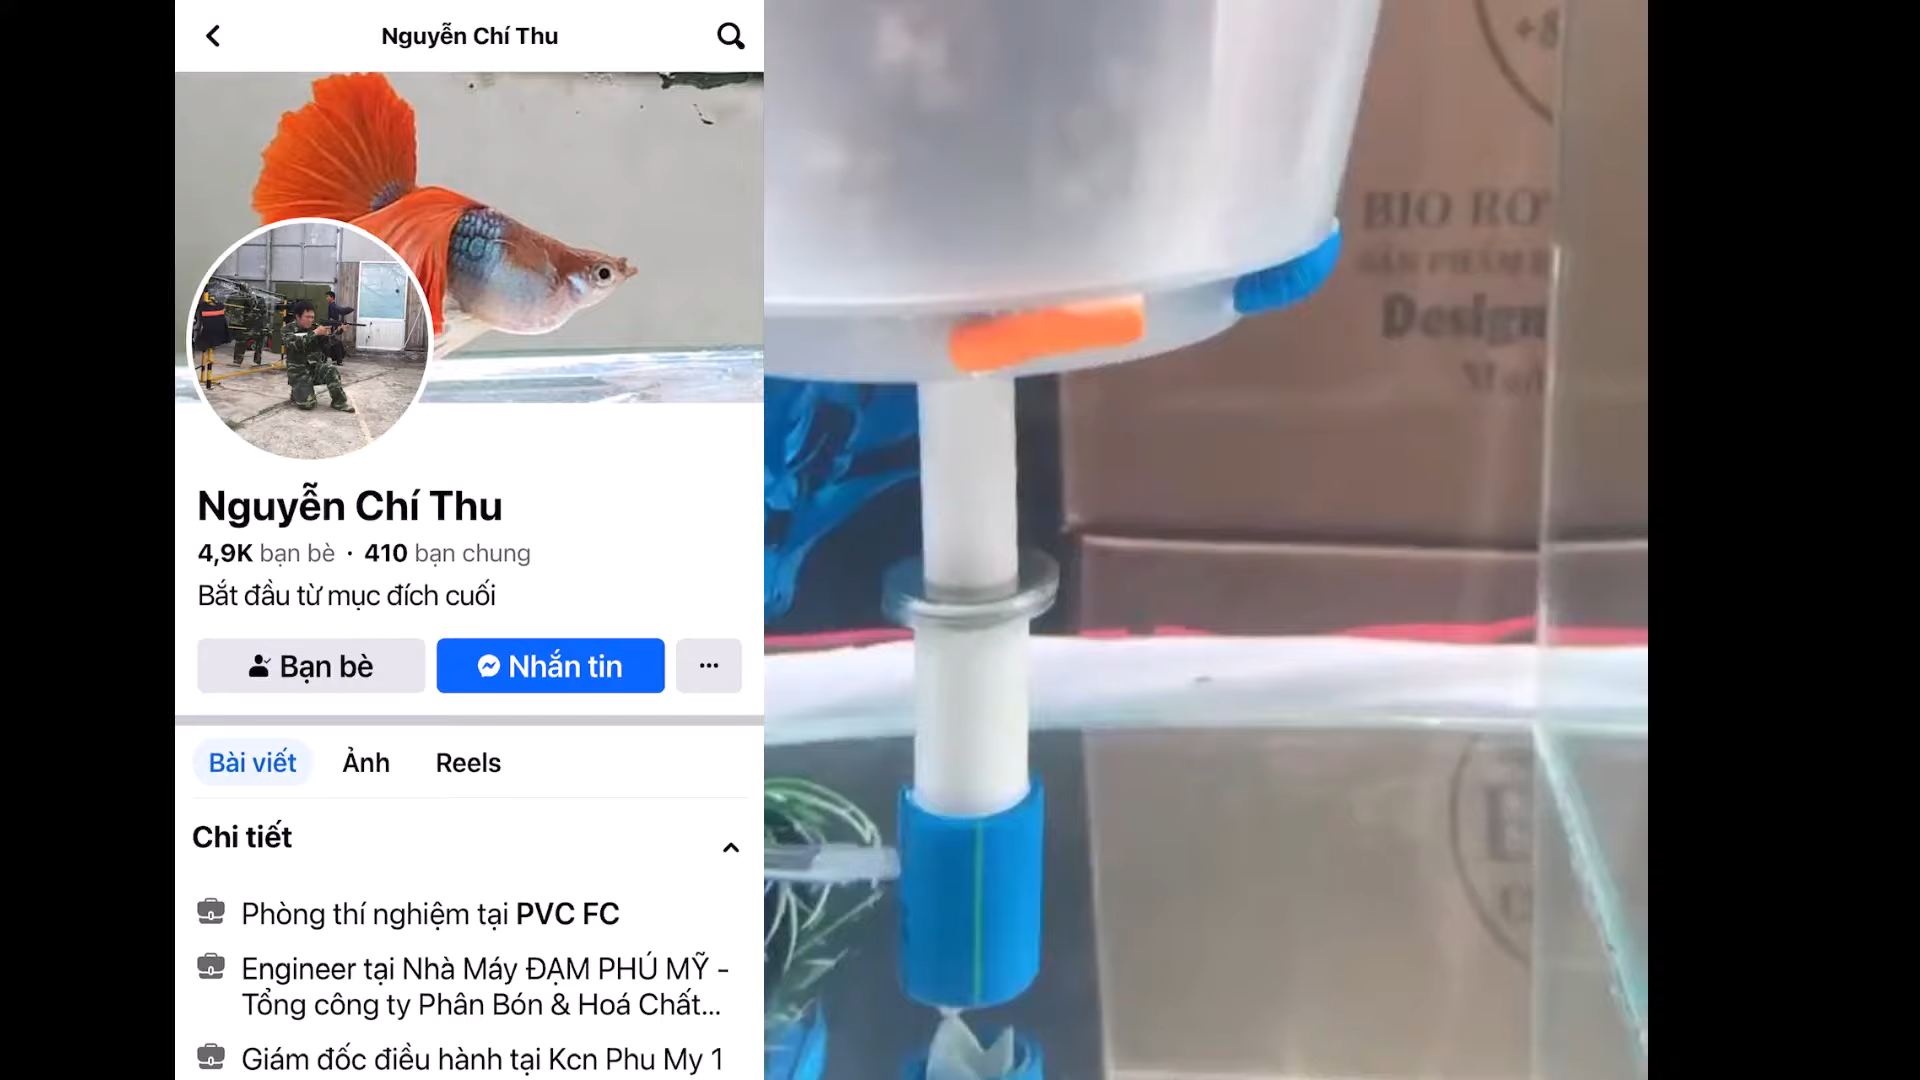 Nguyễn Chí Thu
Nguyễn Chí Thu
4,9K bạn bè · 410 bạn chung
Bắt đầu từ mục đích cuối
Bạn bè
Nhắn tin
Bài viết
Ảnh
Reels
Chi tiết
Phòng thí nghiệm tại PVC FC
Engineer tại Nhà Máy ĐẠM PHÚ MỸ -
Tổng công ty Phân Bón & Hoá Chất...
Giám đốc điều hành tại Kcn Phu My 1
+8
BIO RO
SẢN PHẨM
Design